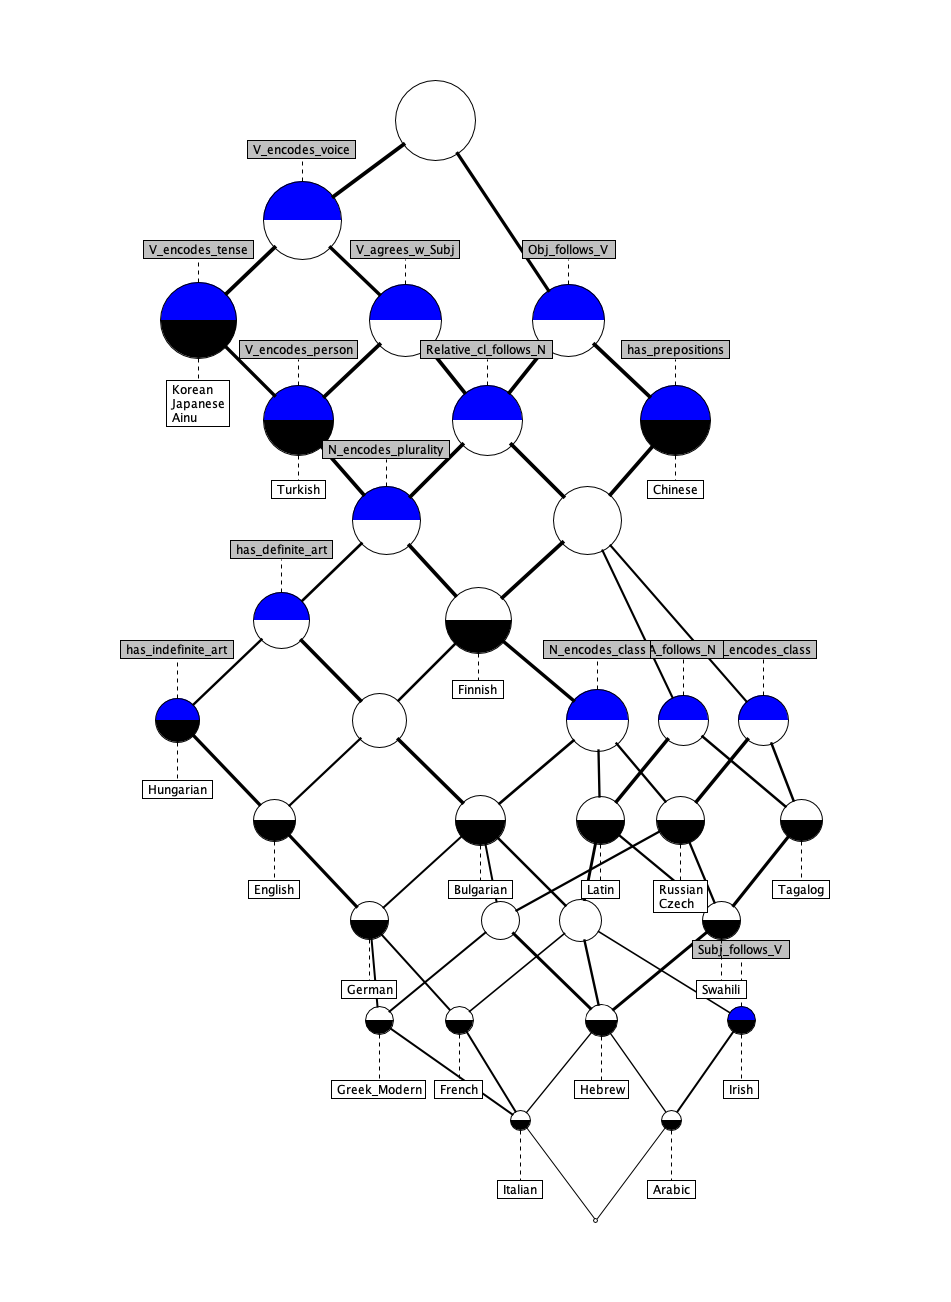 V_encodes_voice
V_encodes_tense
V_agrees_w_Subj
Obj_follows_V
V_encodes_person
Relative_cl_follows_N
has_prepositions
Korean
Japanese
Ainu
N_encodes_plurality
Turkish
Chinese
has_definite_art
has_indefinite_art
N_encodes_class
A_follows_N
_encodes_class
Finnish
Hungarian
English
Bulgarian
Latin
Russian
Czech
Tagalog
Subj_follows_V
German
Swahili
Greek_Modern
French
Hebrew
Irish
Italian
Arabic